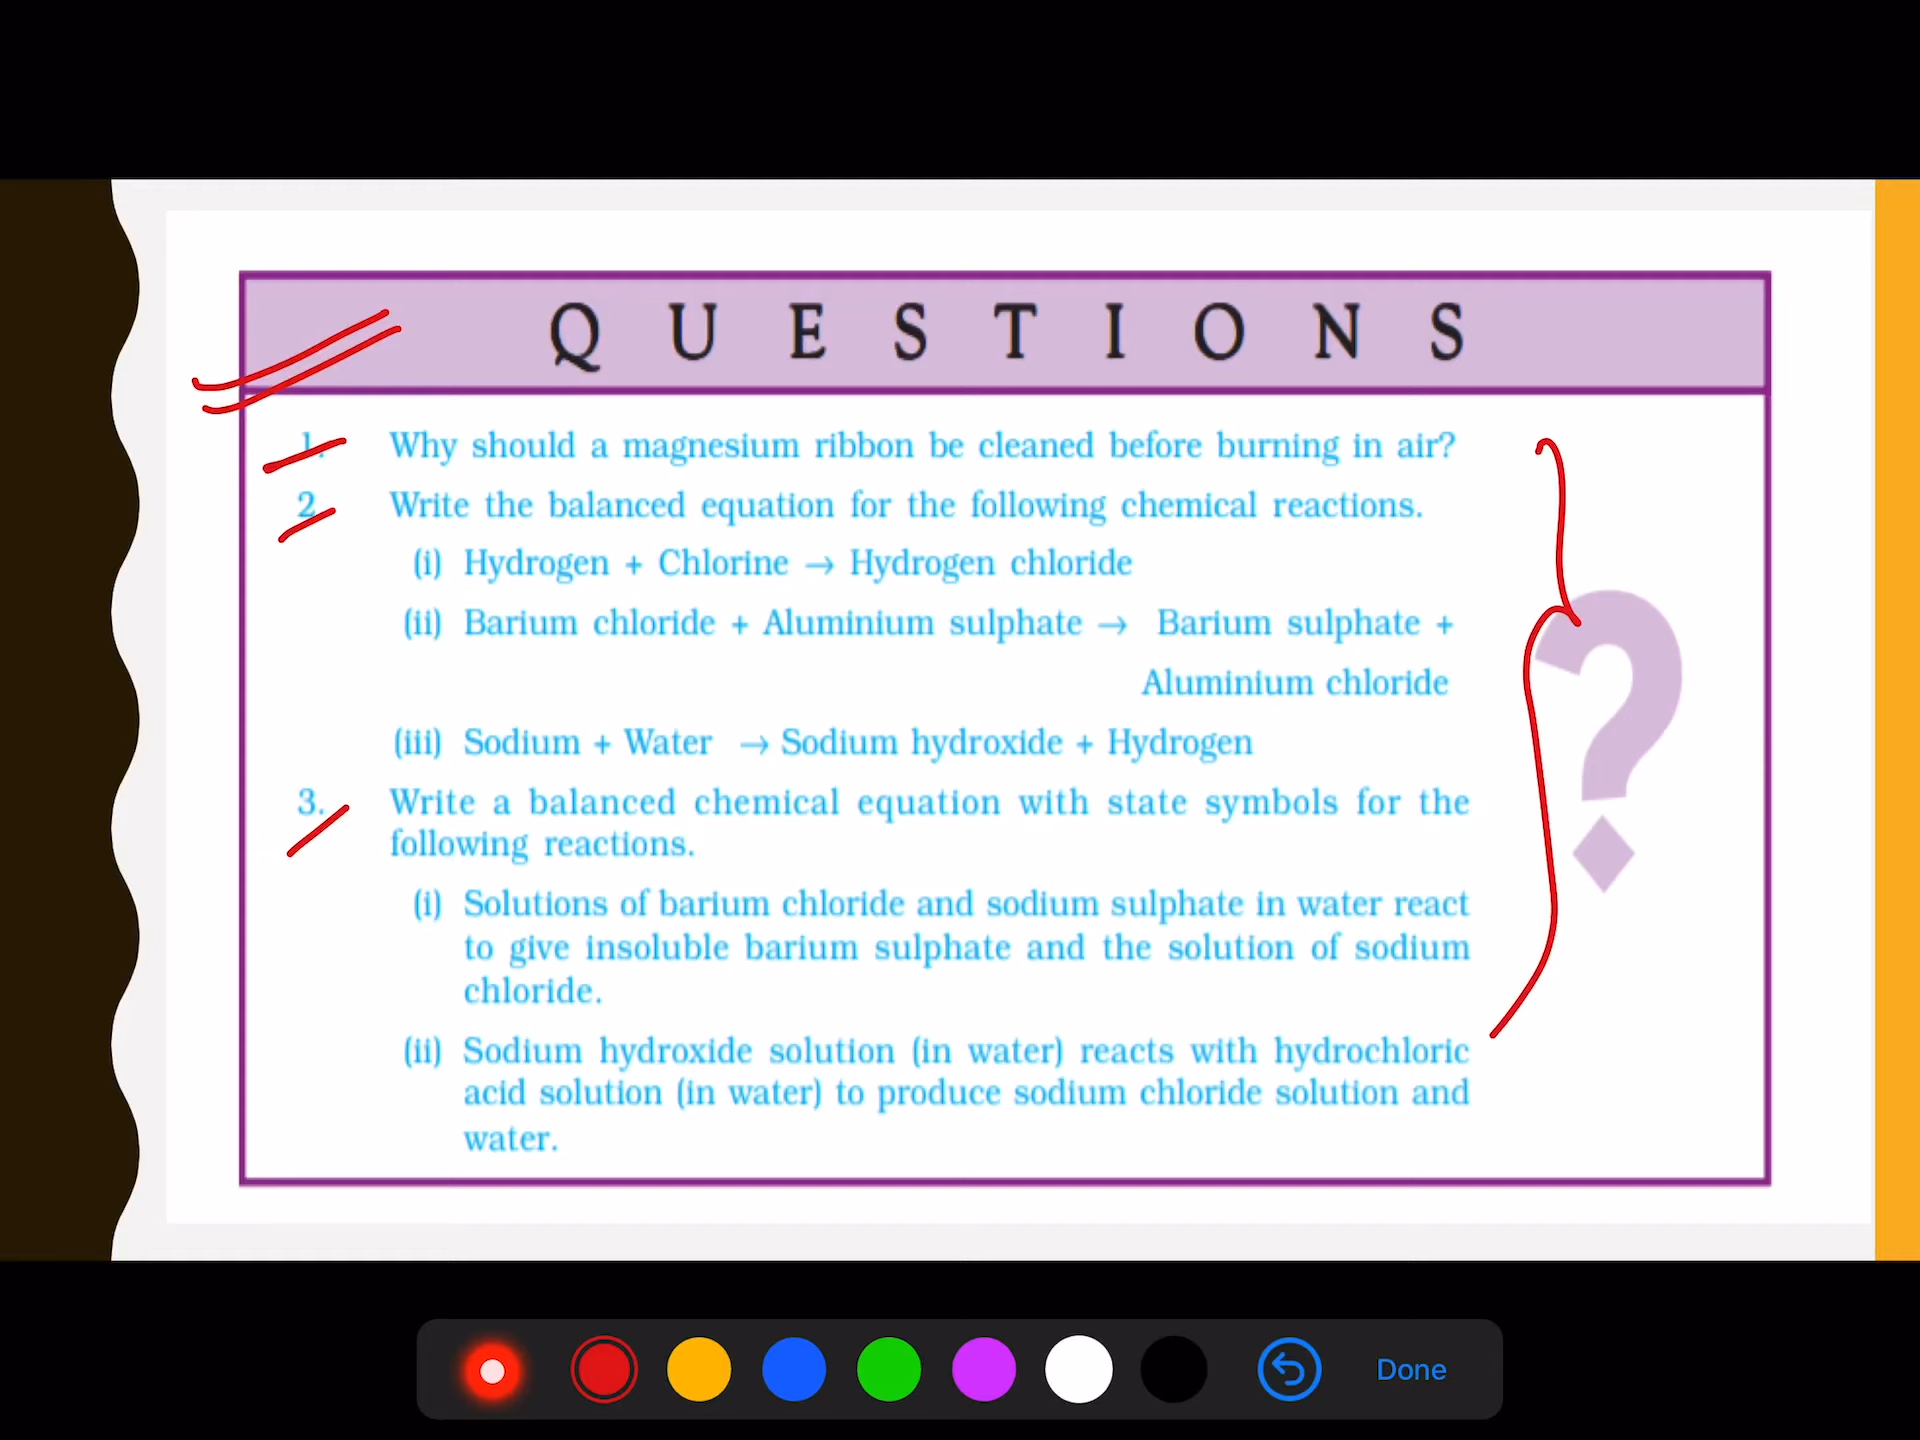 QUESTIONS
1. Why should a magnesium ribbon be cleaned before burning in air?
2. Write the balanced equation for the following chemical reactions.
(i) Hydrogen + Chlorine → Hydrogen chloride
(ii) Barium chloride + Aluminium sulphate → Barium sulphate +
Aluminium chloride
(iii) Sodium + Water → Sodium hydroxide + Hydrogen
3. Write a balanced chemical equation with state symbols for the
following reactions.
(i) Solutions of barium chloride and sodium sulphate in water react
to give insoluble barium sulphate and the solution of sodium
chloride.
(ii) Sodium hydroxide solution (in water) reacts with hydrochloric
acid solution (in water) to produce sodium chloride solution and
water.
?
Done